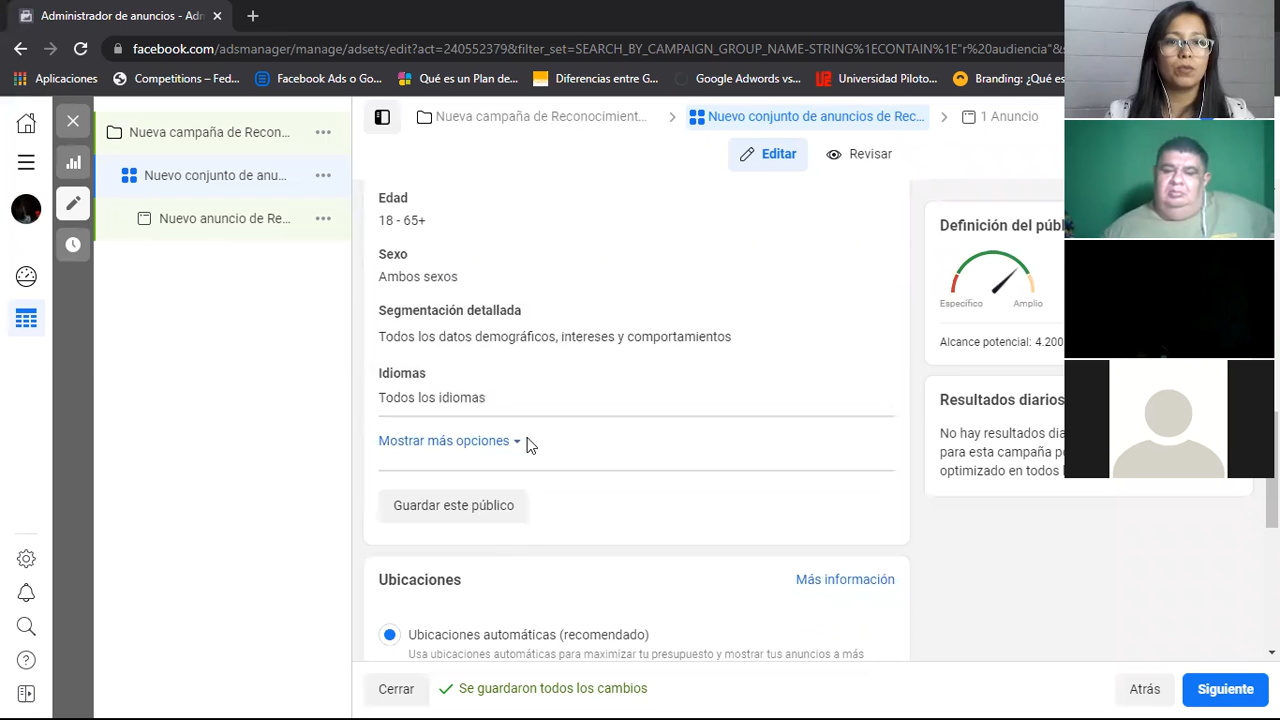 Administrador de anuncios - Adm
facebook.com/adsmanager/manage/adsets/edit?act=2405
filter_set=SEARCH_BY_CAMPAIGN_GROUP_NAME-STRING%1ECONTAIN%1E"r%20audiencia"&s
Aplicaciones
Competitions – Fed...
Facebook Ads o Go...
Qué es un Plan de...
Diferencias entre G...
Google Adwords vs...
Universidad Piloto...
Branding: ¿Qué es
Nueva campaña de Recon...
Nuevo conjunto de anu...
Nuevo anuncio de Re...
Nueva campaña de Reconocimient...
Nuevo conjunto de anuncios de Rec...
1 Anuncio
Editar
Revisar
Edad
18 - 65+
Sexo
Ambos sexos
Segmentación detallada
Todos los datos demográficos, intereses y comportamientos
Idiomas
Todos los idiomas
Mostrar más opciones
Guardar este público
Ubicaciones
Más información
Ubicaciones automáticas (recomendado)
Usa ubicaciones automáticas para maximizar tu presupuesto y mostrar tus anuncios a más
Definición del públ
Específico
Amplio
Alcance potencial: 4.200
Resultados diarios
No hay resultados dia
para esta campaña po
optimizado en todos l
Cerrar
Se guardaron todos los cambios
Atrás
Siguiente